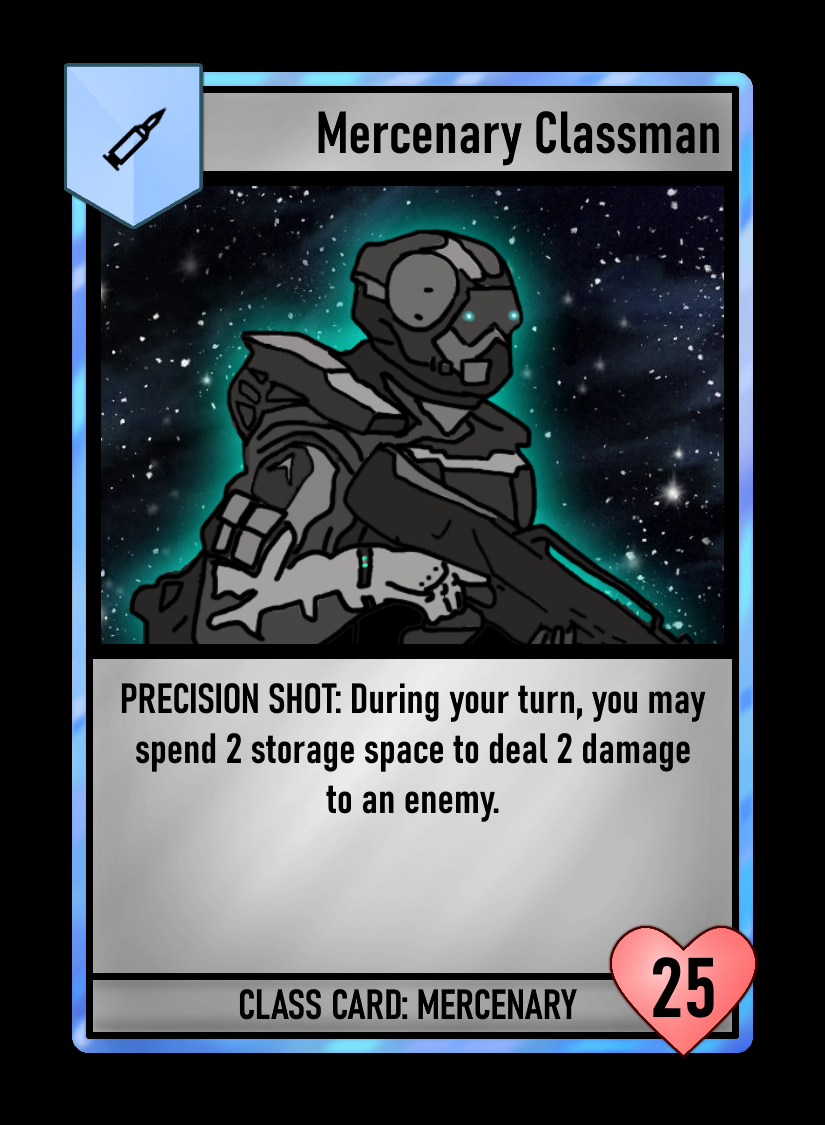 Mercenary Classman
PRECISION SHOT: During your turn, you may
spend 2 storage space to deal 2 damage
to an enemy.
CLASS CARD: MERCENARY
25